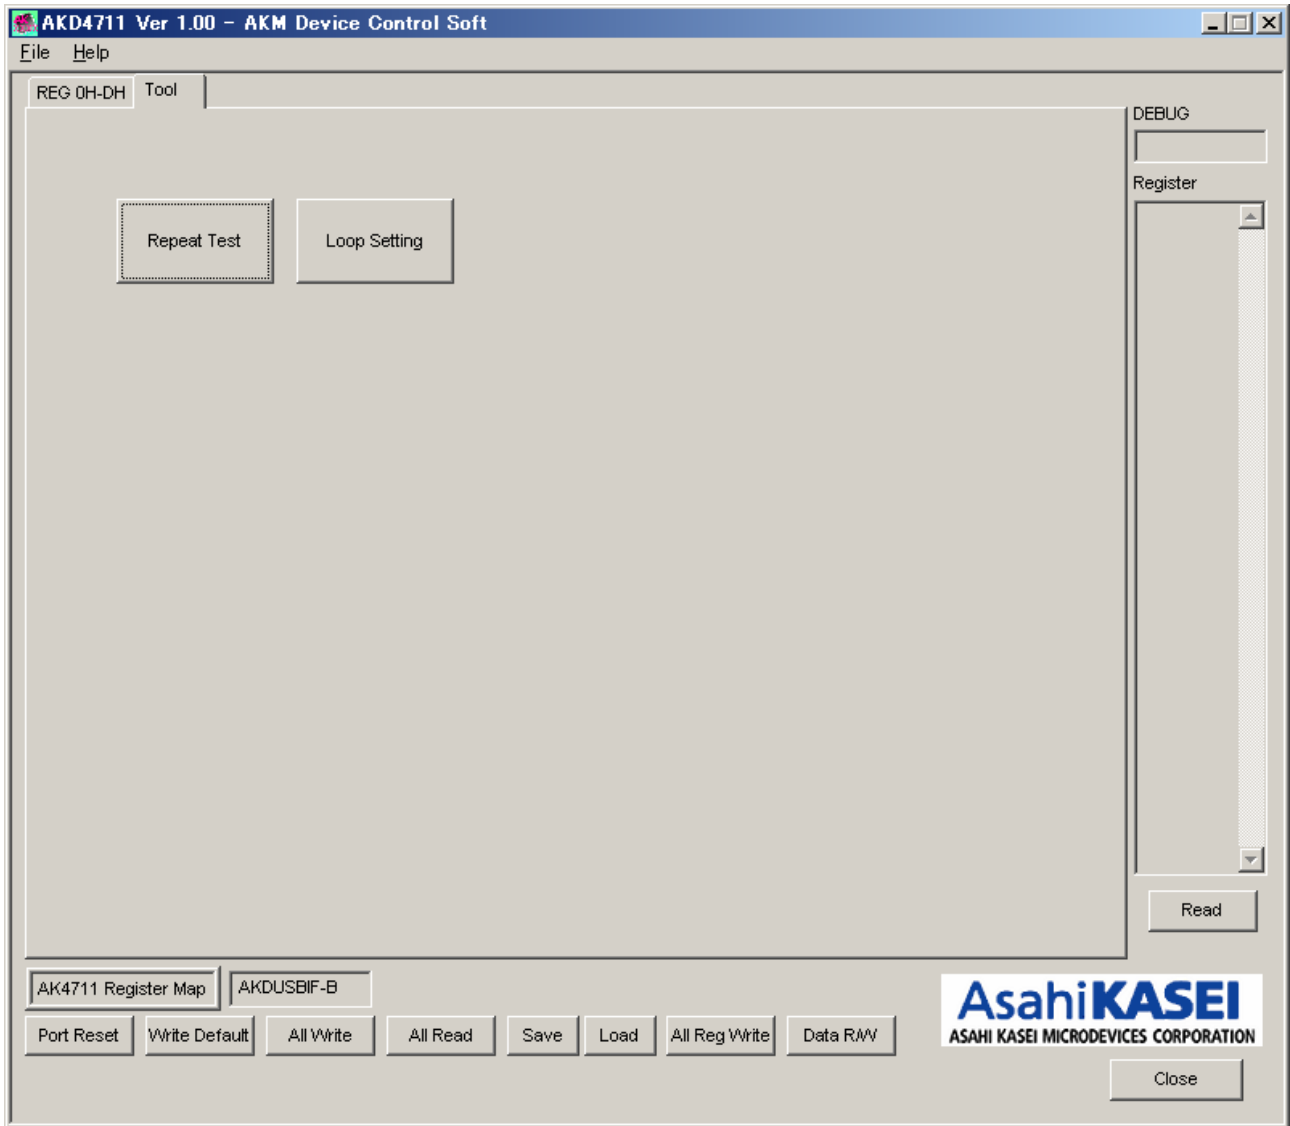 AKD4711 Ver 1.00 - AKM Device Control Soft
File Help
REG 0H-DH Tool
DEBUG
Register
Repeat Test Loop Setting
Read
AK4711 Register Map AKDUSBIF-B
Port Reset Write Default All Write All Read Save Load All Reg Write Data R/W
AsahiKASEI
ASAHI KASEI MICRODEVICES CORPORATION
Close